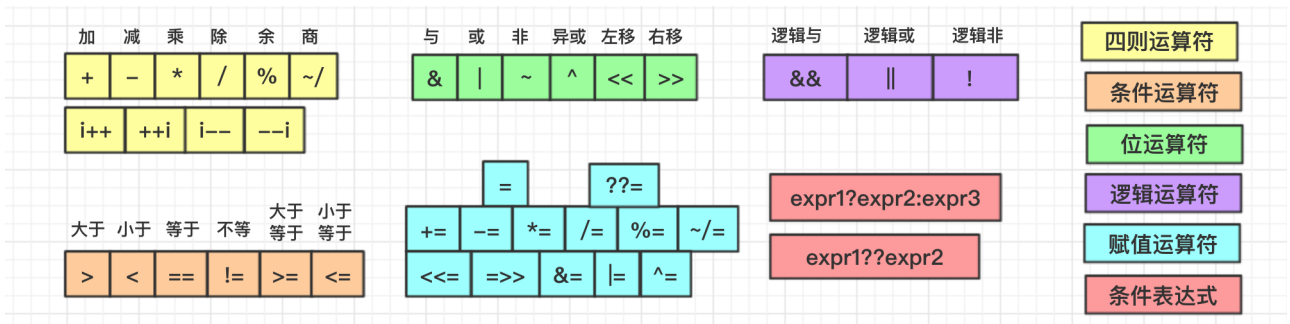 加 减 乘 除 余 商
+ − * / % ~/
i++ ++i i−− −−i
与 或 非 异或 左移 右移
& | ~ ^ << >>
逻辑与 逻辑或 逻辑非
&& || !
大于 小于 等于 不等 大于等于 小于等于
> < == != >= <=
= ??=
+= −= *= /= %= ~/=
<<= =>> &= |= ^=
expr1?expr2:expr3
expr1??expr2
四则运算符
条件运算符
位运算符
逻辑运算符
赋值运算符
条件表达式